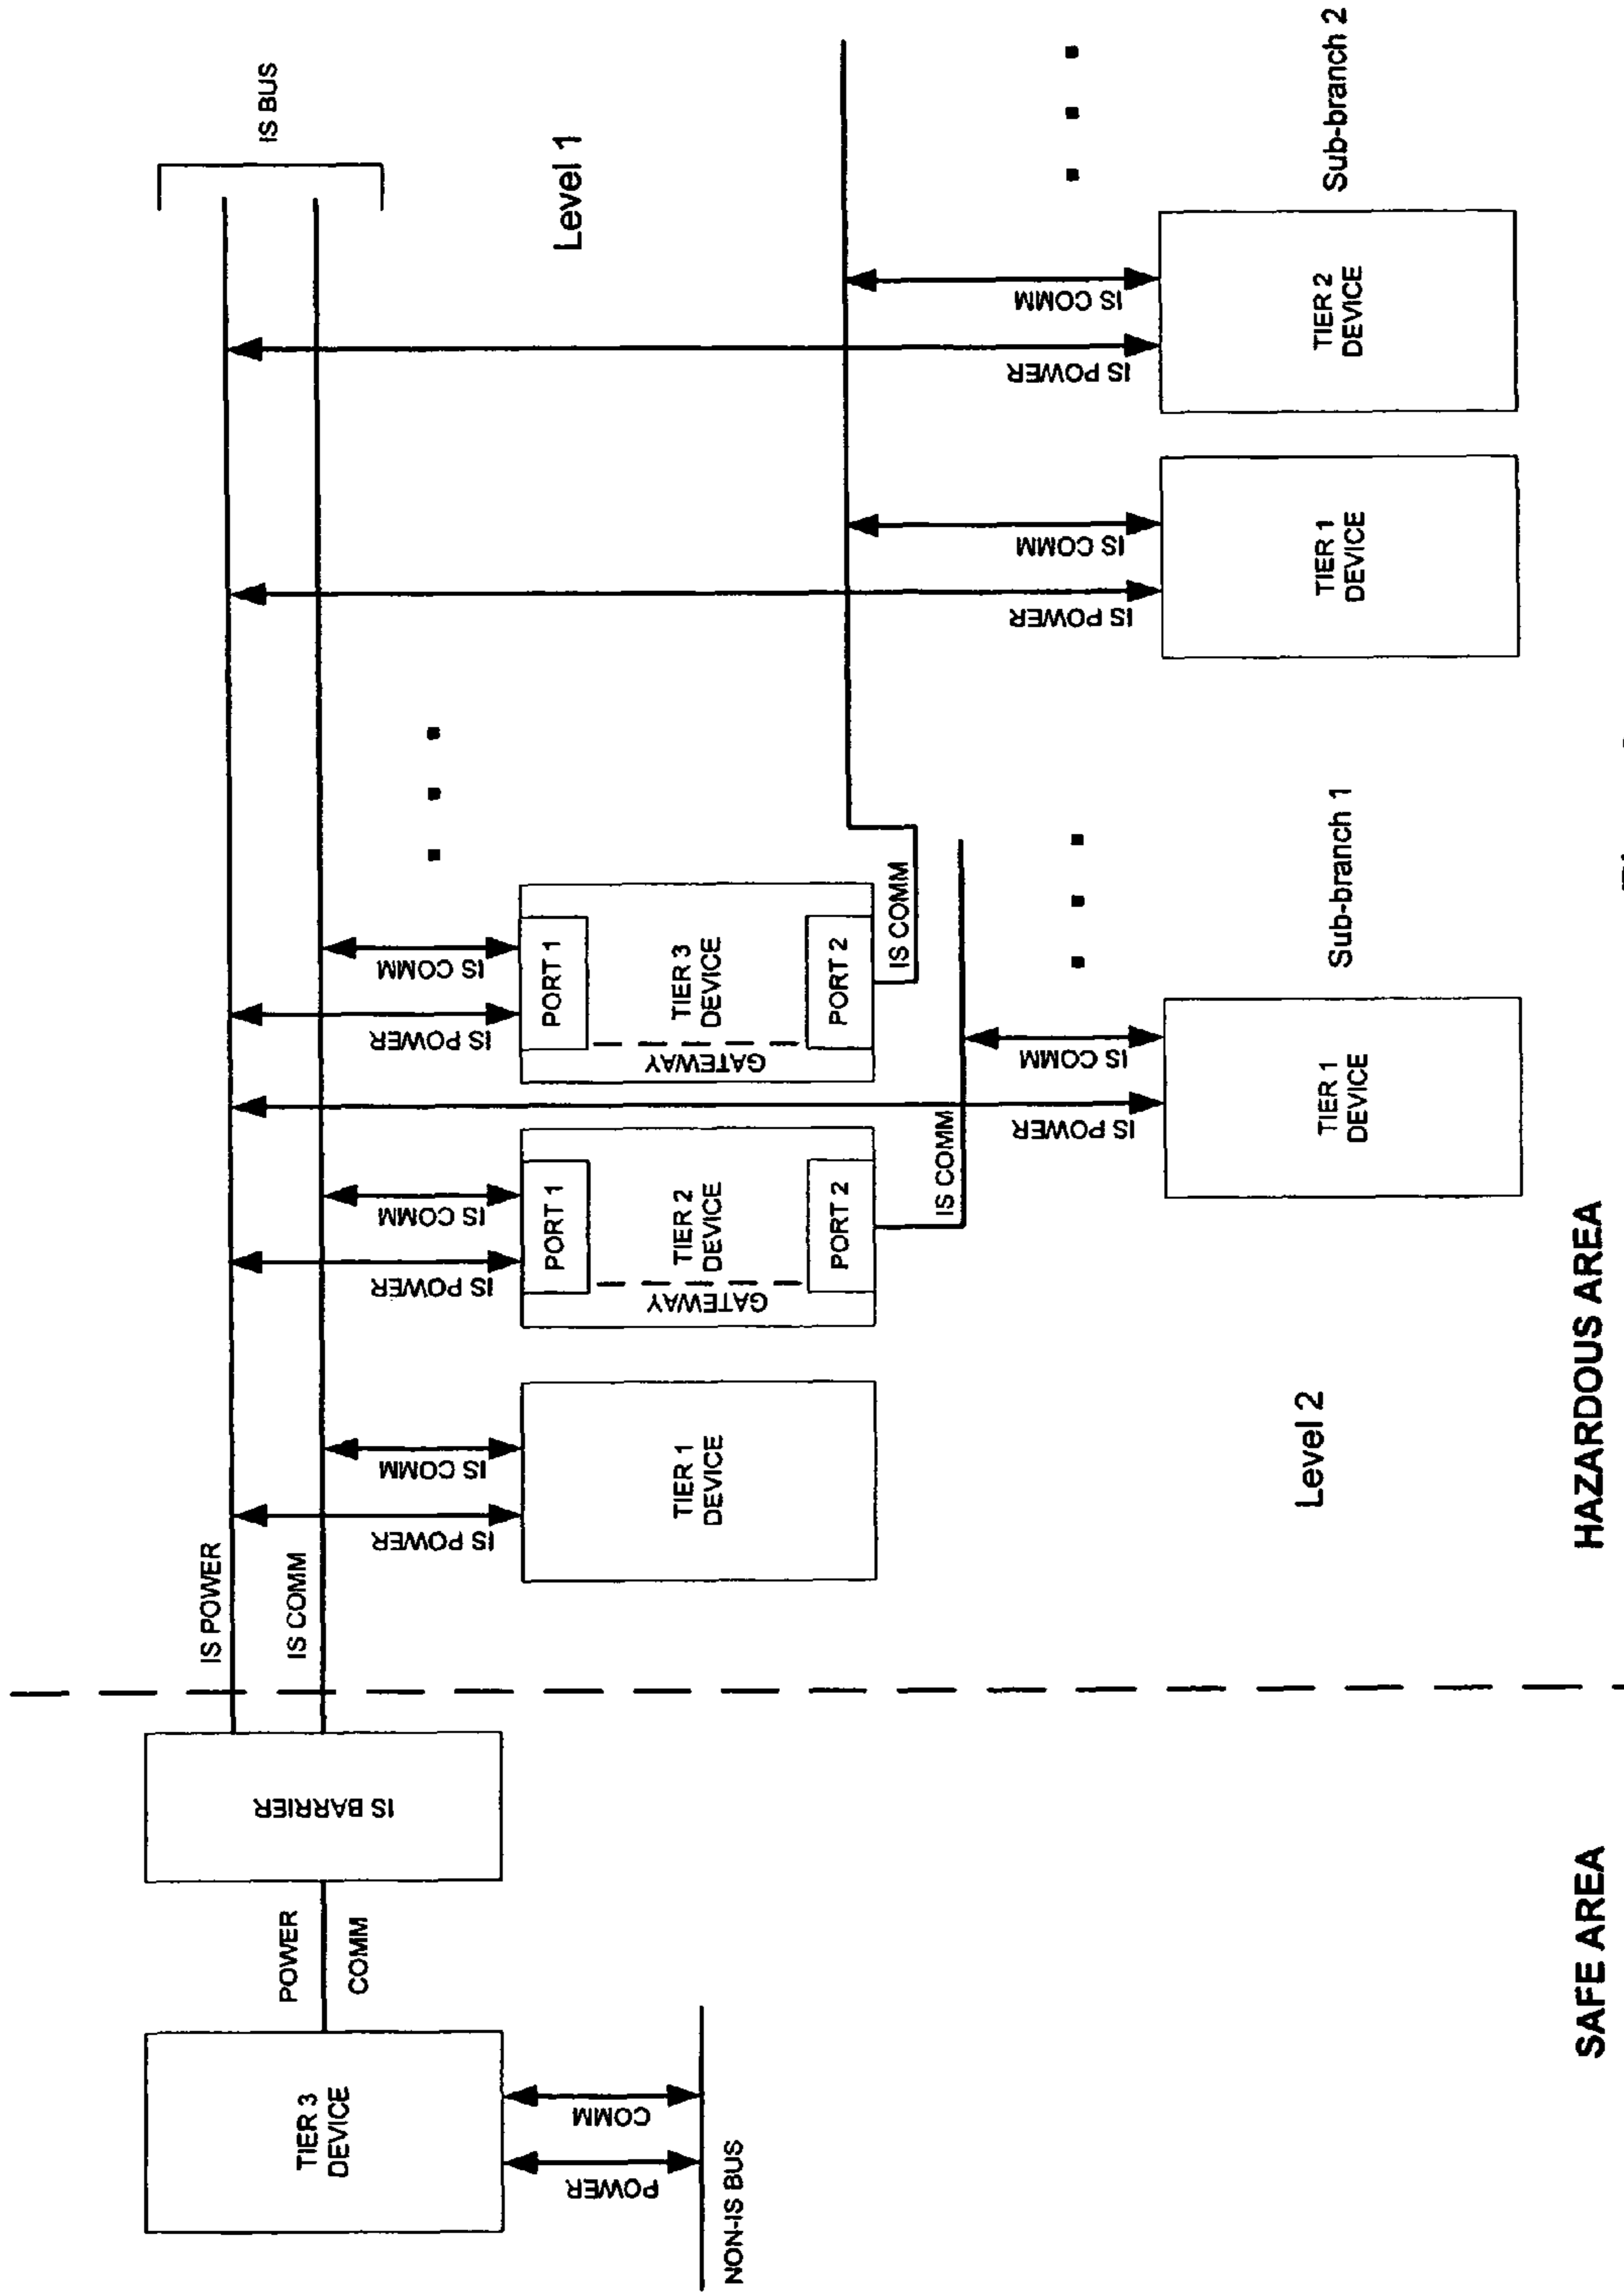 TIER 3
DEVICE
POWER
COMM
NON-IS BUS
POWER
COMM
IS BARRIER
IS POWER
IS COMM
IS BUS
Level 1
IS POWER
IS COMM
TIER 1
DEVICE
IS POWER
IS COMM
PORT 1
GATEWAY
TIER 2
DEVICE
PORT 2
IS COMM
IS POWER
IS COMM
PORT 1
GATEWAY
TIER 3
DEVICE
PORT 2
IS COMM
Level 2
IS POWER
IS COMM
TIER 1
DEVICE
Sub-branch 1
IS POWER
IS COMM
TIER 1
DEVICE
IS POWER
IS COMM
TIER 2
DEVICE
Sub-branch 2
SAFE AREA
HAZARDOUS AREA